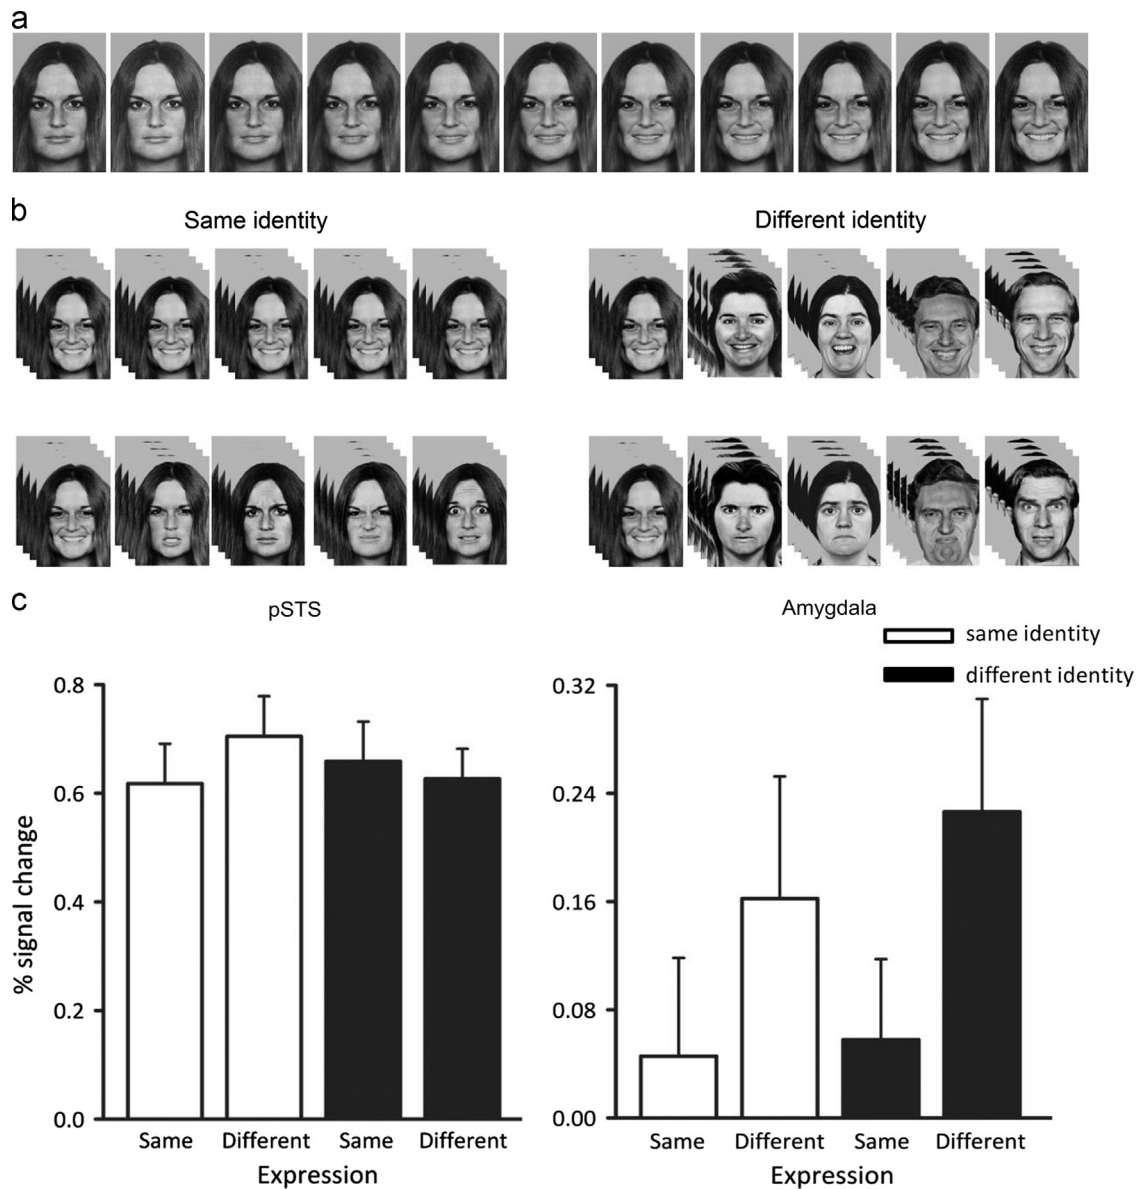 a
b
Same identity
Different identity
c
pSTS
Amygdala
same identity
different identity
% signal change
0.8
0.6
0.4
0.2
0.0
Same Different Same Different
Expression
0.32
0.24
0.16
0.08
0.00
Same Different Same Different
Expression